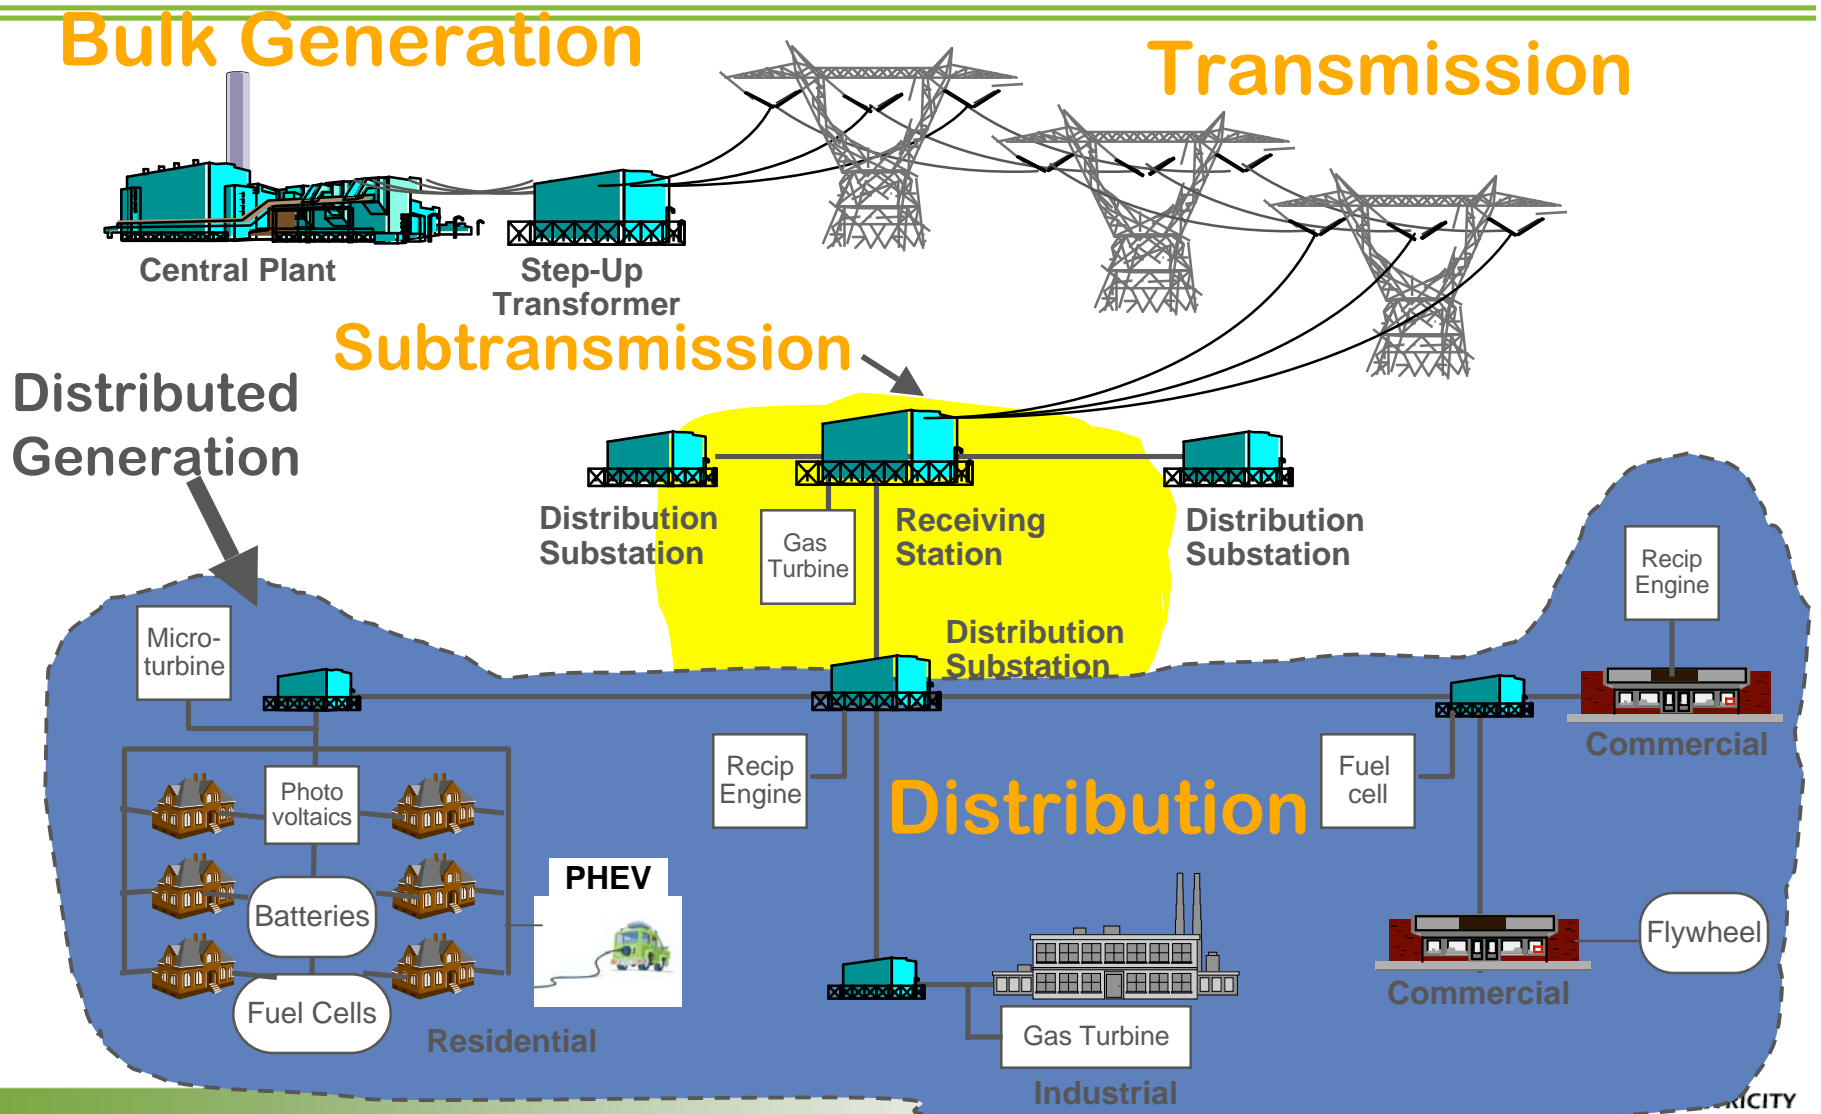 Bulk Generation
Transmission
Central Plant
Step-Up
Transformer
Subtransmission
Distributed
Generation
Distribution
Substation
Gas
Turbine
Receiving
Station
Distribution
Substation
Recip
Engine
Micro-
turbine
Distribution
Substation
Commercial
Recip
Engine
Fuel
cell
Photo
voltaics
Distribution
PHEV
Batteries
Flywheel
Fuel Cells
Residential
Commercial
Gas Turbine
Industrial